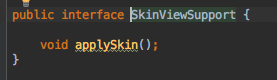 public interface SkinViewSupport {
void applySkin();
}